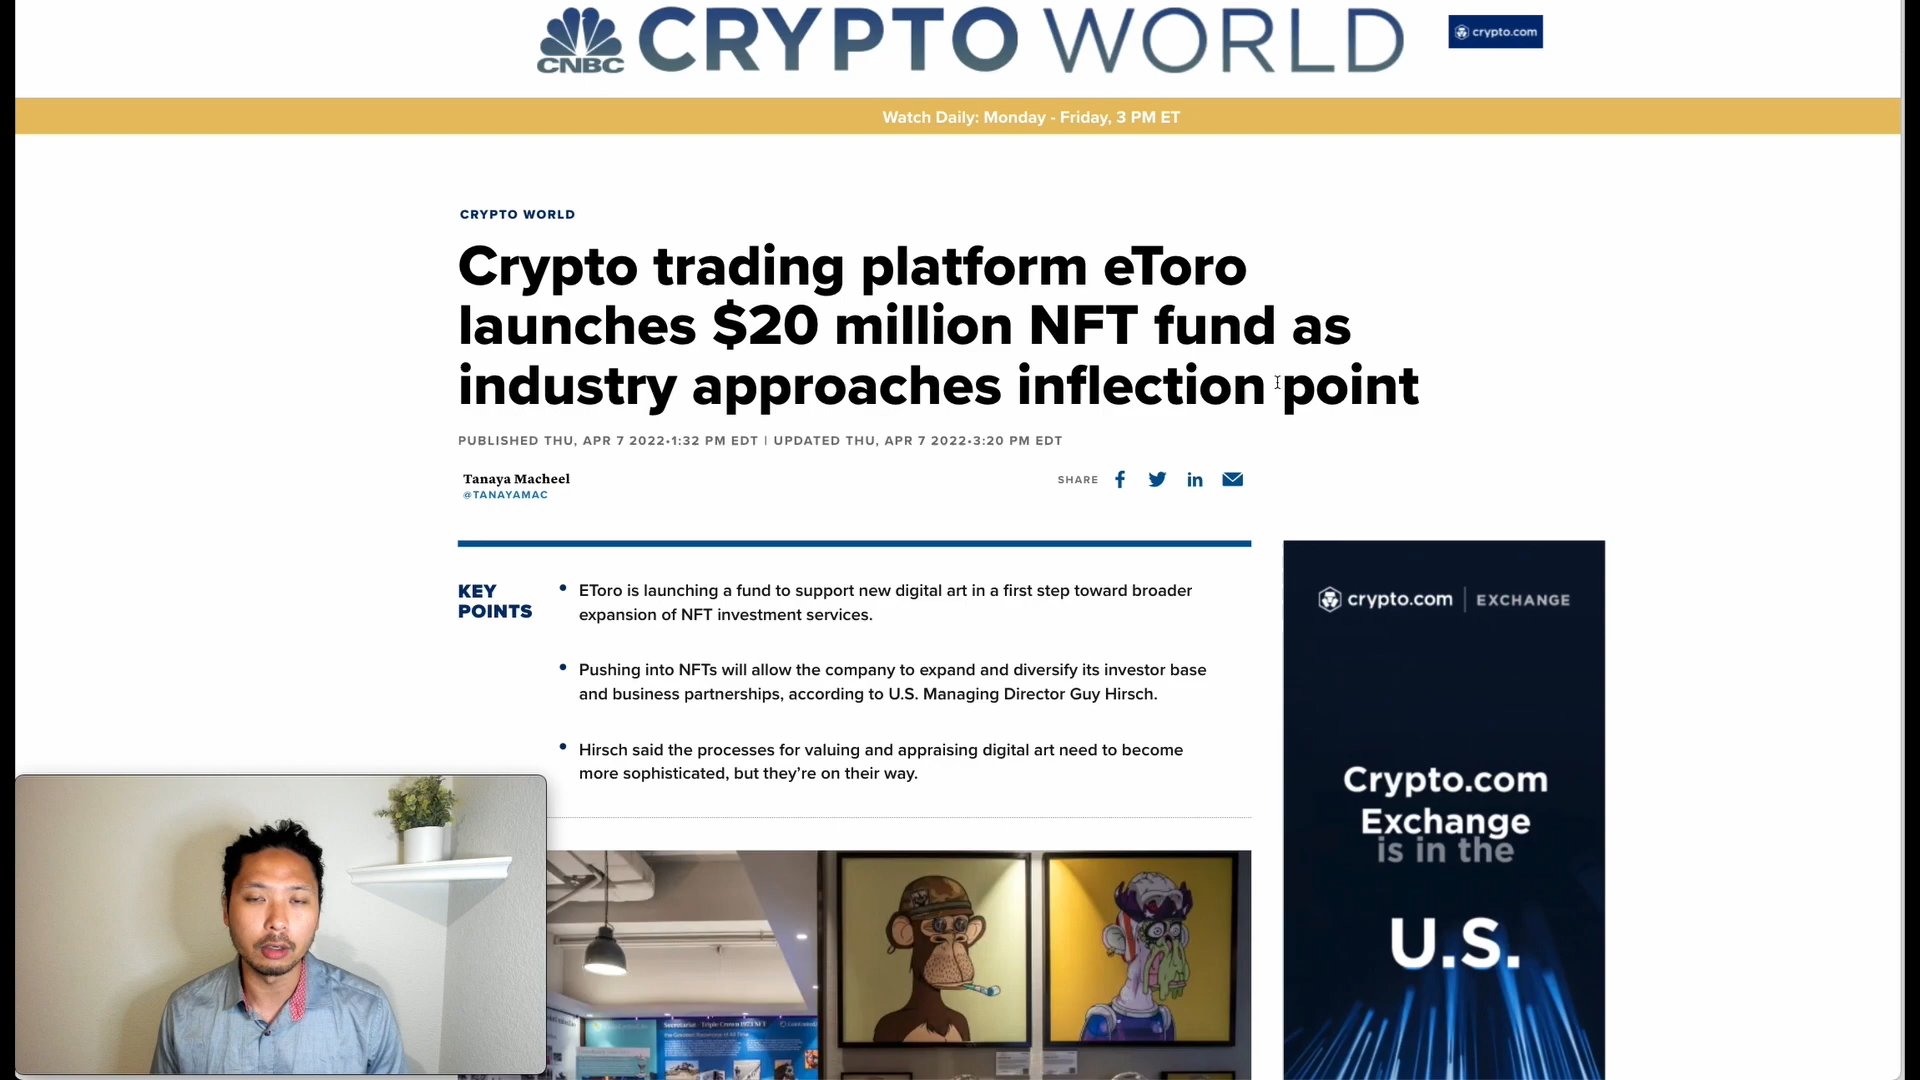 CNBC
CRYPTO WORLD
crypto.com
Watch Daily: Monday - Friday, 3 PM ET
CRYPTO WORLD
Crypto trading platform eToro
launches $20 million NFT fund as
industry approaches inflection point
PUBLISHED THU, APR 7 2022•1:32 PM EDT | UPDATED THU, APR 7 2022•3:20 PM EDT
Tanaya Macheel
@TANAYAMAC
SHARE
KEY
POINTS
• EToro is launching a fund to support new digital art in a first step toward broader
expansion of NFT investment services.
• Pushing into NFTs will allow the company to expand and diversify its investor base
and business partnerships, according to U.S. Managing Director Guy Hirsch.
• Hirsch said the processes for valuing and appraising digital art need to become
more sophisticated, but they're on their way.
crypto.com | EXCHANGE
Crypto.com
Exchange
is in the
U.S.
Secretariat - Triple Crown 1973 NFT